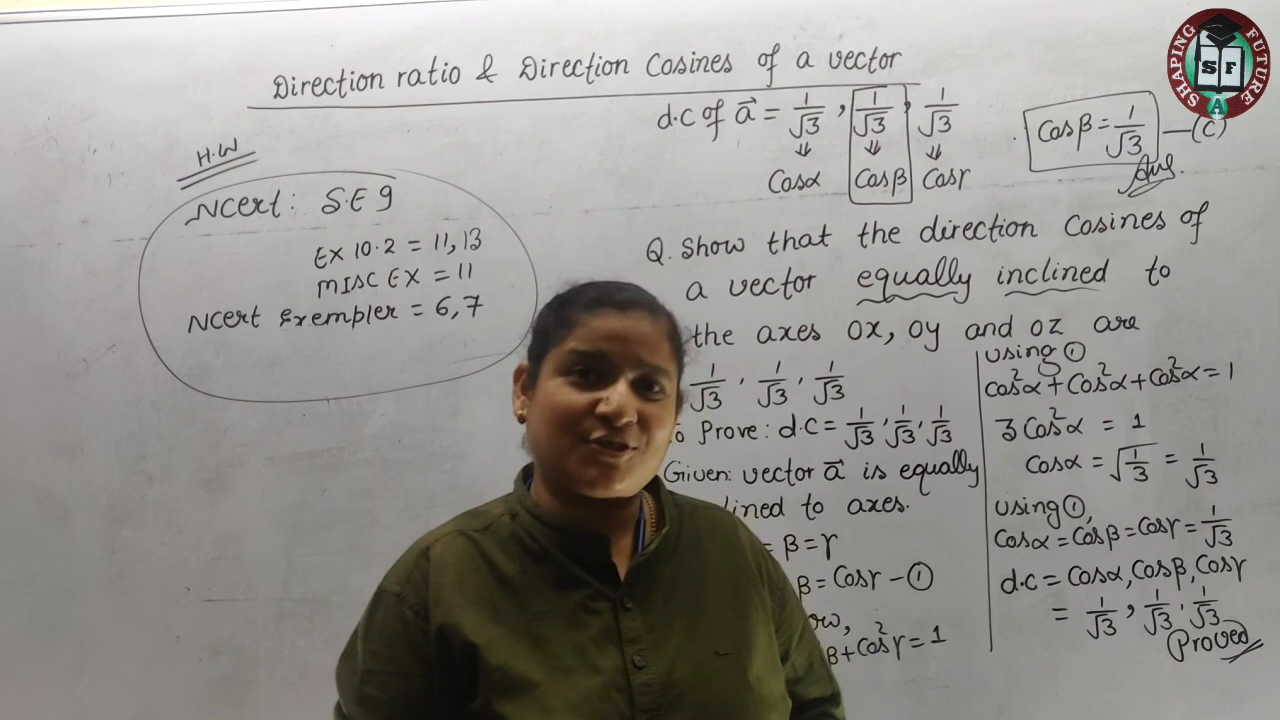 Direction ratio & Direction Cosines of a vector
d.c of a⃗ = 1/√3 , 1/√3 , 1/√3
Cosα Cosβ Cosγ
Cosβ = 1/√3 —(C)
Ans.
H.W
NCert: S.E 9
EX 10.2 = 11, 13
MISC EX = 11
NCert Exempler = 6, 7
Q. Show that the direction Cosines of
a vector equally inclined to
the axes OX, OY and OZ are
1/√3 , 1/√3 , 1/√3
Prove: d.c = 1/√3 , 1/√3 , 1/√3
Given: vector a⃗ is equally
to axes.
= β = γ
β = Cosγ – ①
β + Cos²γ = 1
using ①
cos²α + Cos²α + Cos²α = 1
3 Cos²α = 1
Cosα = √1/3 = 1/√3
using ①,
Cosα = Cosβ = Cosγ = 1/√3
d.c = Cosα, Cosβ, Cosγ
= 1/√3 , 1/√3 , 1/√3
Proved
SHAPING FUTURE
S F
A